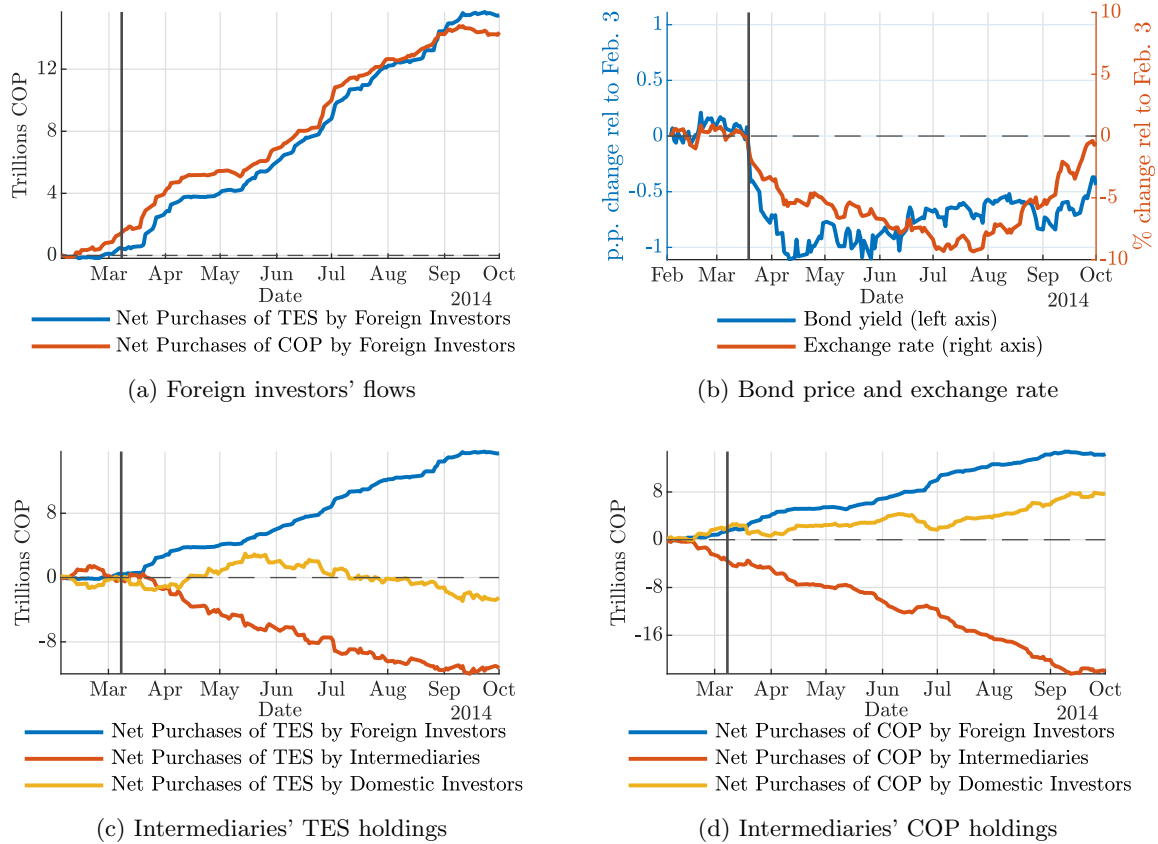 Trillions COP
12
8
4
0
Mar Apr May Jun Jul Aug Sep Oct
Date
2014
Net Purchases of TES by Foreign Investors
Net Purchases of COP by Foreign Investors
(a) Foreign investors' flows
p.p. change rel to Feb. 3
1
0.5
0
-0.5
-1
10
5
0
-5
-10
% change rel to Feb. 3
Feb Mar Apr May Jun Jul Aug Sep Oct
Date
2014
Bond yield (left axis)
Exchange rate (right axis)
(b) Bond price and exchange rate
Trillions COP
8
0
-8
Mar Apr May Jun Jul Aug Sep Oct
Date
2014
Net Purchases of TES by Foreign Investors
Net Purchases of TES by Intermediaries
Net Purchases of TES by Domestic Investors
(c) Intermediaries' TES holdings
Trillions COP
8
0
-8
-16
Mar Apr May Jun Jul Aug Sep Oct
Date
2014
Net Purchases of COP by Foreign Investors
Net Purchases of COP by Intermediaries
Net Purchases of COP by Domestic Investors
(d) Intermediaries' COP holdings